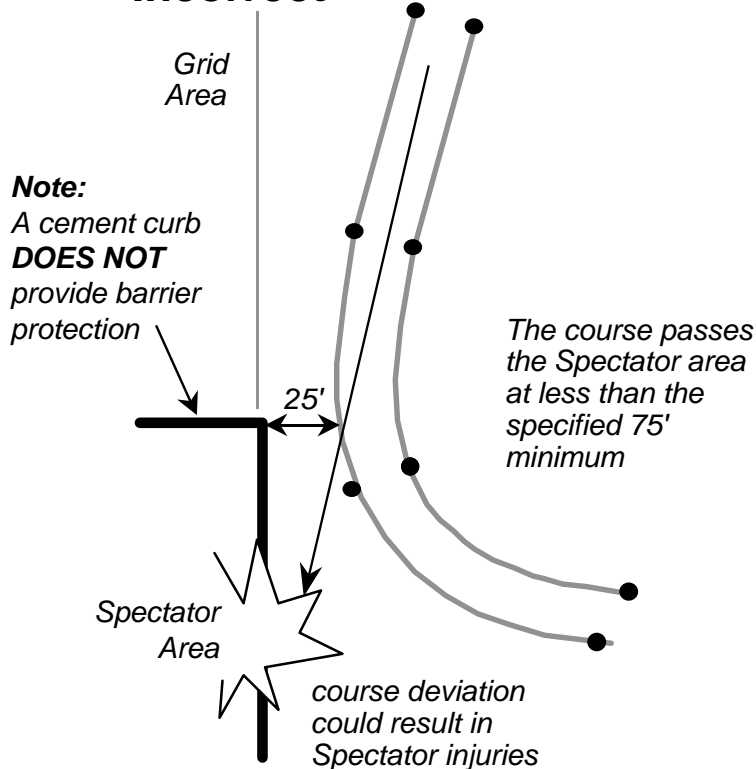 Grid
Area
Note:
A cement curb
DOES NOT
provide barrier
protection
25'
The course passes
the Spectator area
at less than the
specified 75'
minimum
Spectator
Area
course deviation
could result in
Spectator injuries